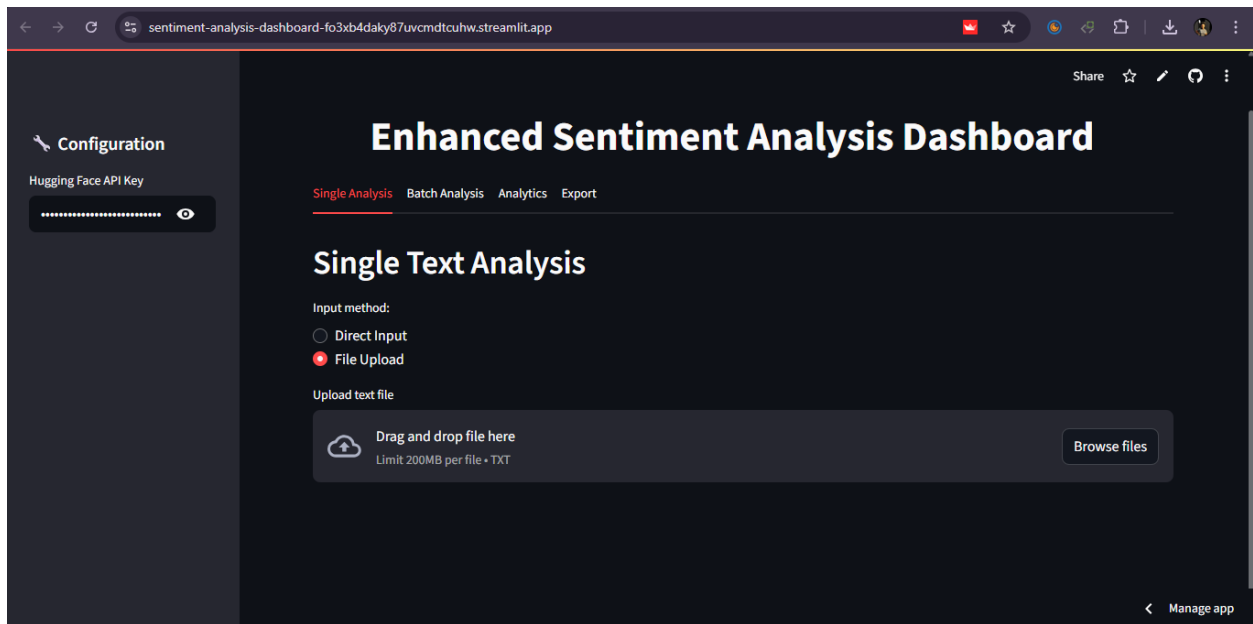 sentiment-analysis-dashboard-fo3xb4daky87uvcmdtcuhw.streamlit.app
Share
Configuration
Hugging Face API Key
Enhanced Sentiment Analysis Dashboard
Single Analysis Batch Analysis Analytics Export
Single Text Analysis
Input method:
Direct Input
File Upload
Upload text file
Drag and drop file here
Limit 200MB per file • TXT
Browse files
Manage app